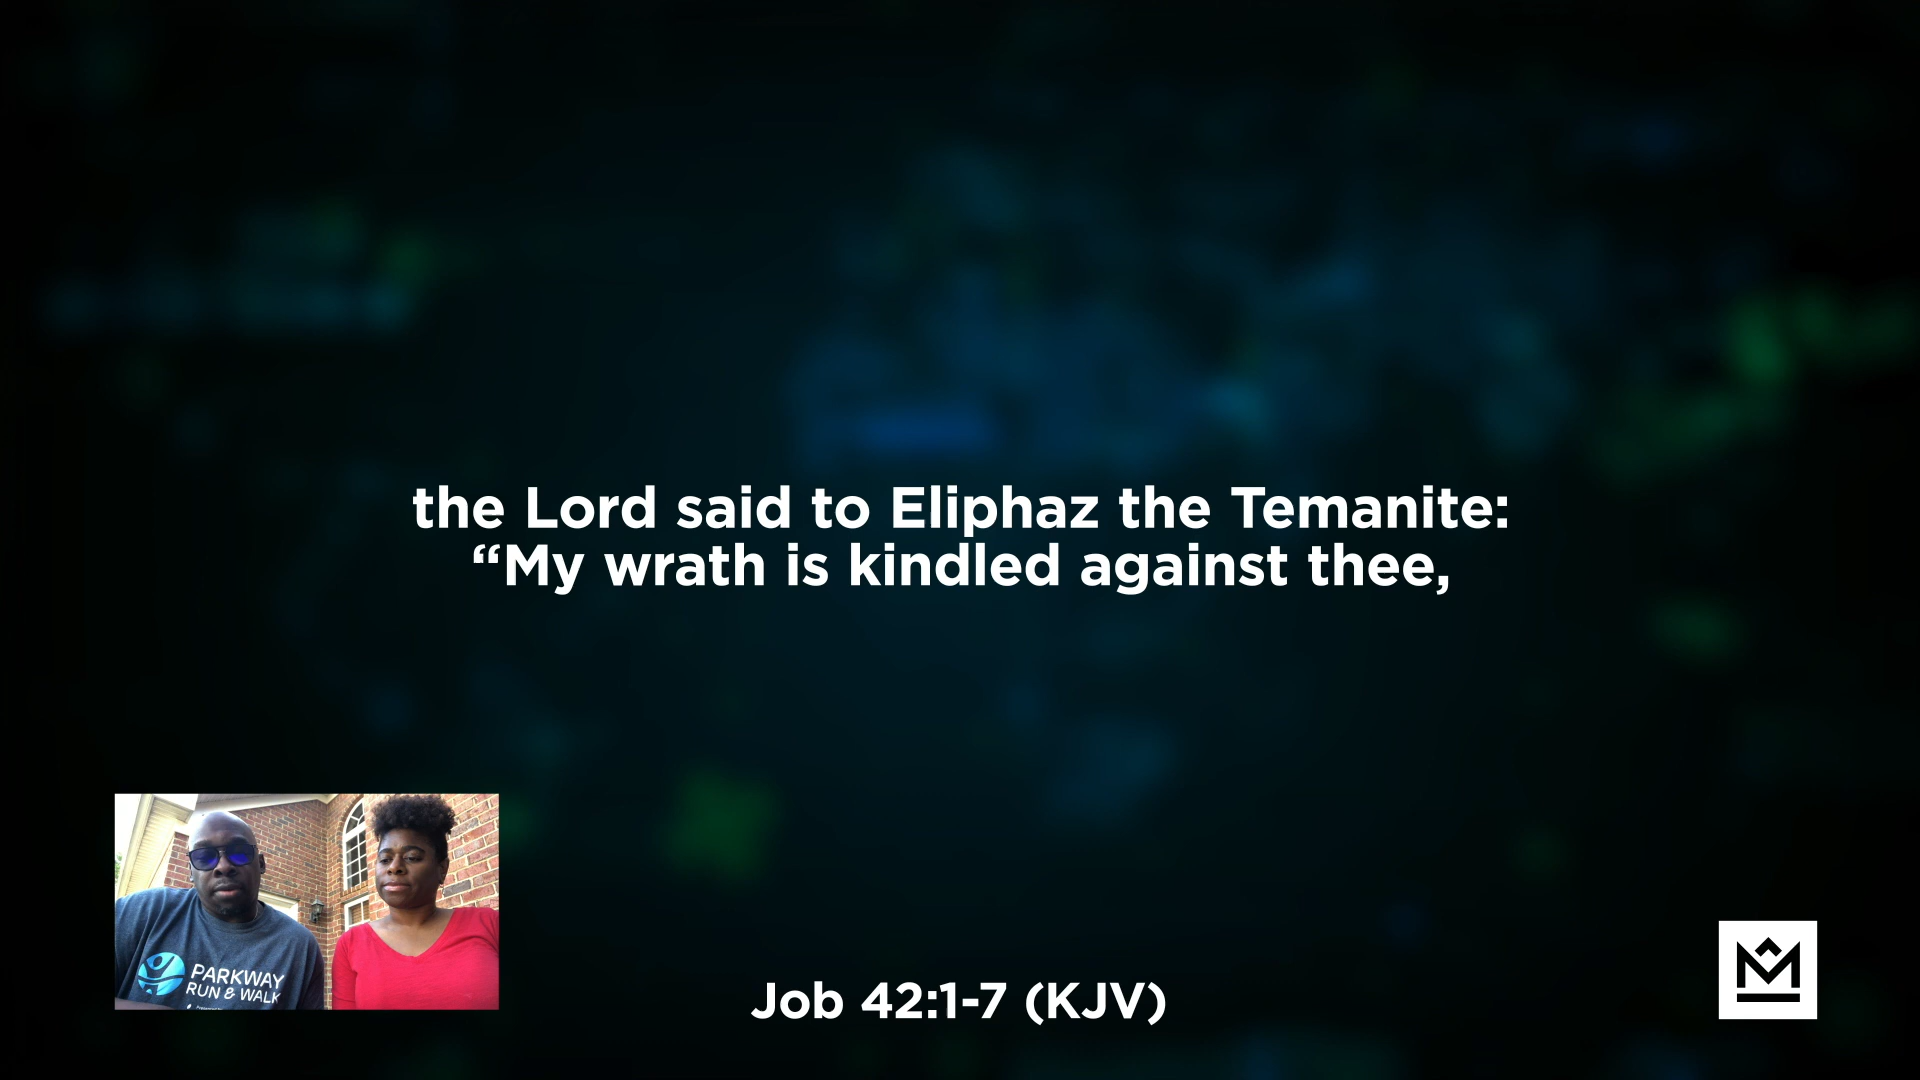 the Lord said to Eliphaz the Temanite:
“My wrath is kindled against thee,
PARKWAY
RUN & WALK
Job 42:1-7 (KJV)